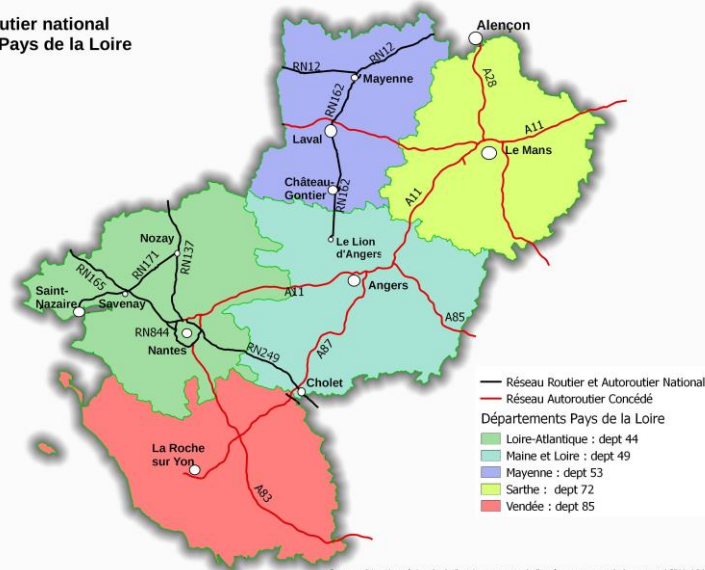 utier national
Pays de la Loire
Alençon
RN12
RN12
Mayenne
A28
RN162
A11
Laval
Le Mans
Château-
Gontier
RN162
A11
Nozay
Le Lion
d'Angers
RN171
RN137
RN165
Saint-
Nazaire
Savenay
A11
Angers
RN844
A85
Nantes
RN249
A87
Cholet
La Roche
sur Yon
A83
Réseau Routier et Autoroutier National
Réseau Autoroutier Concédé
Départements Pays de la Loire
Loire-Atlantique : dept 44
Maine et Loire : dept 49
Mayenne : dept 53
Sarthe : dept 72
Vendée : dept 85